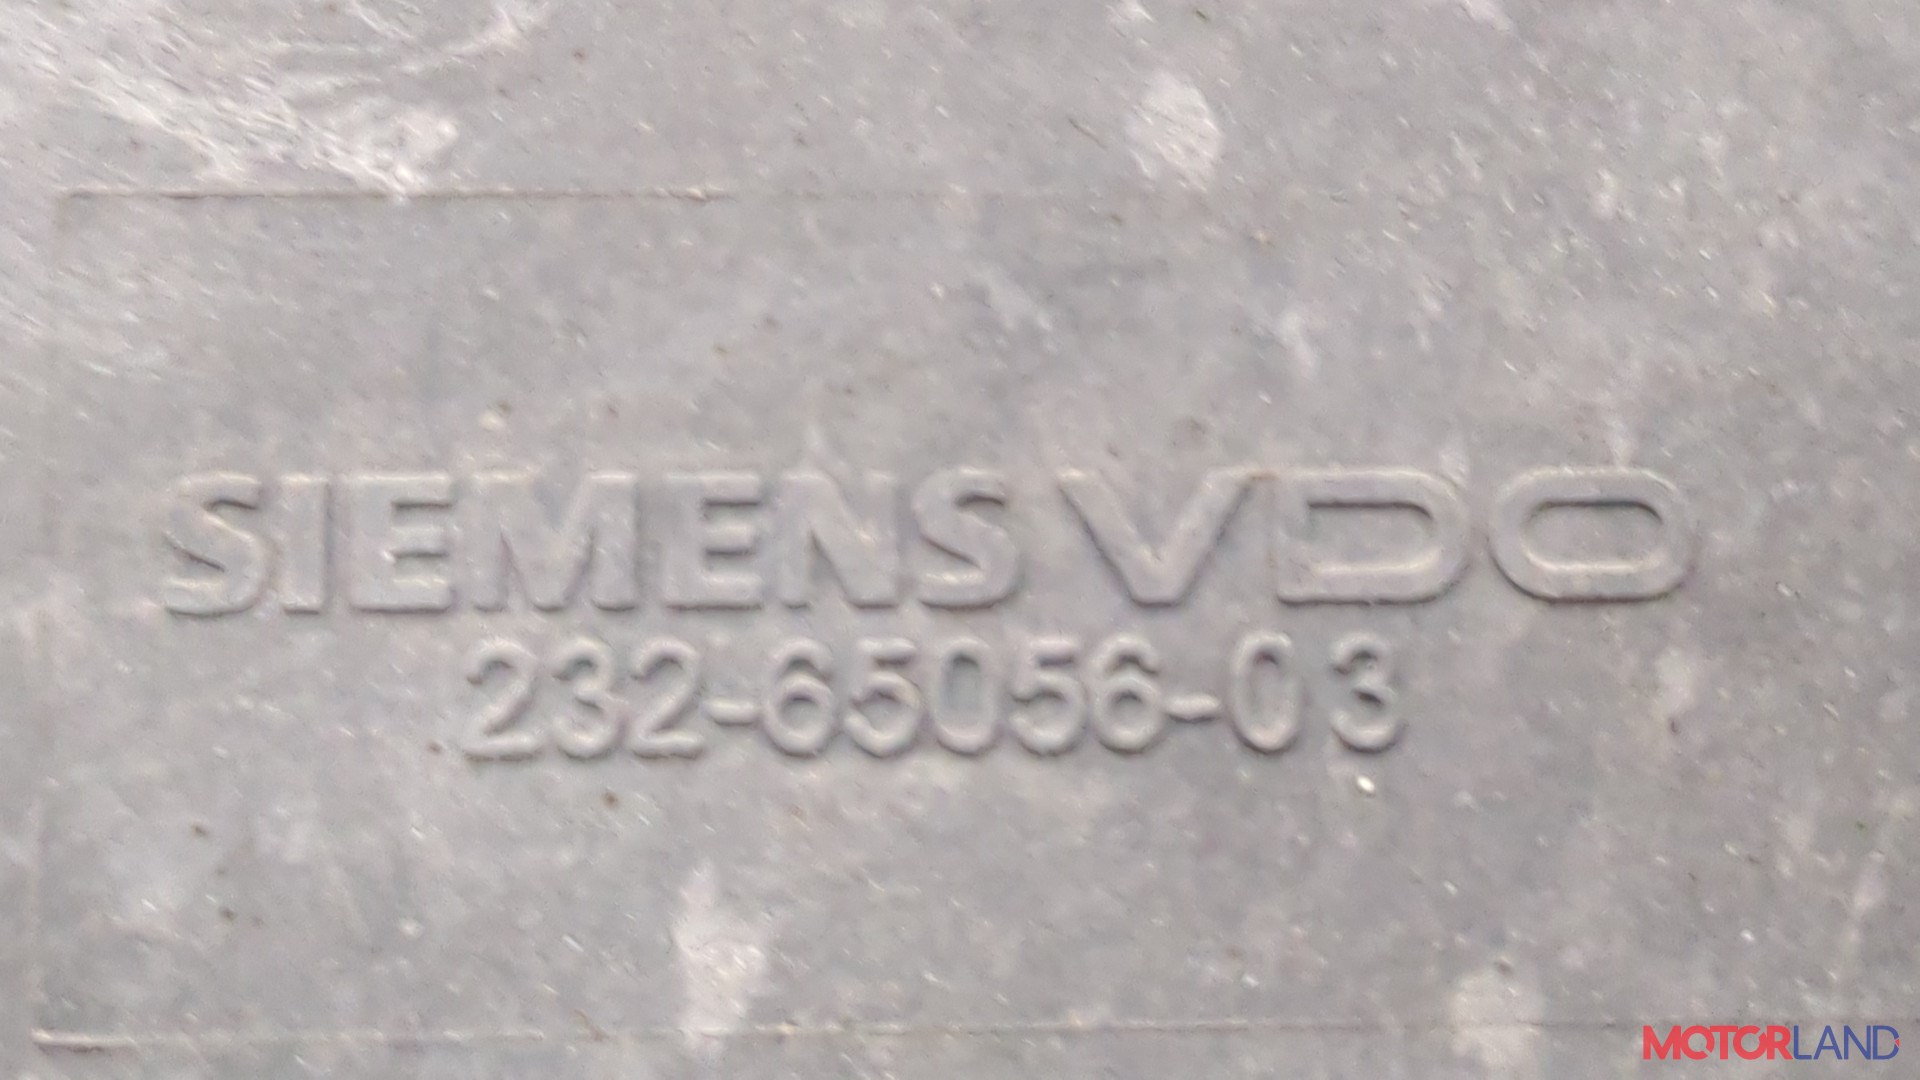 SIEMENS VDO
232-65056-03
MOTORLAND